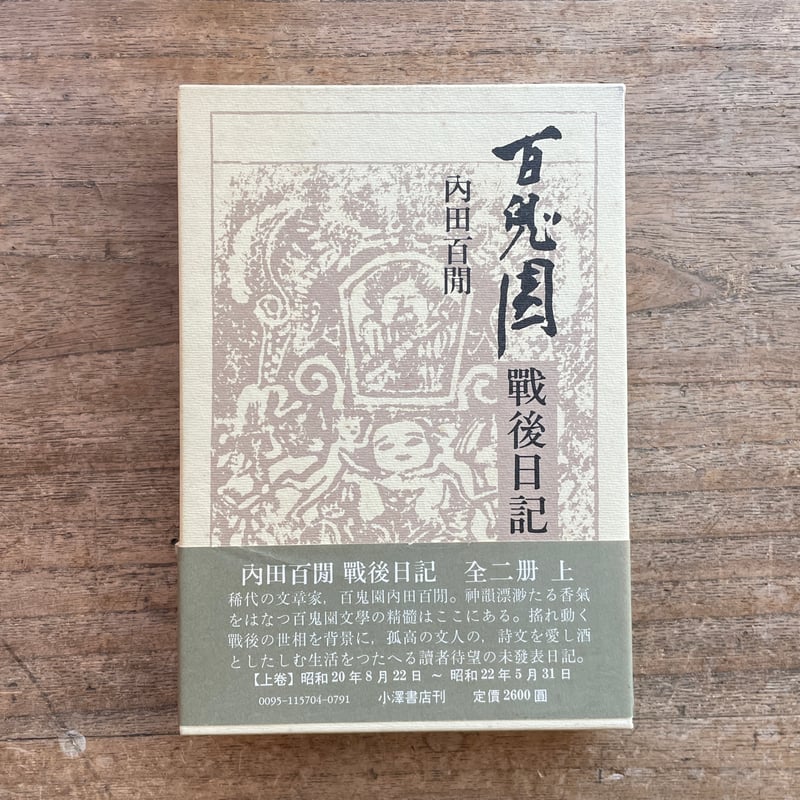 百鬼園
戰後日記
內田百閒
內田百閒 戰後日記 全二册 上
稀代の文章家，百鬼園內田百閒。神韻漂渺たる香氣
をはなつ百鬼園文學の精髓はここにある。搖れ動く
戰後の世相を背景に，孤高の文人の，詩文を愛し酒
としたしむ生活をつたへる讀者待望の未發表日記。
【上卷】昭和20年8月22日 ～ 昭和22年5月31日
0095-115704-0791 小澤書店刊 定價2600圓